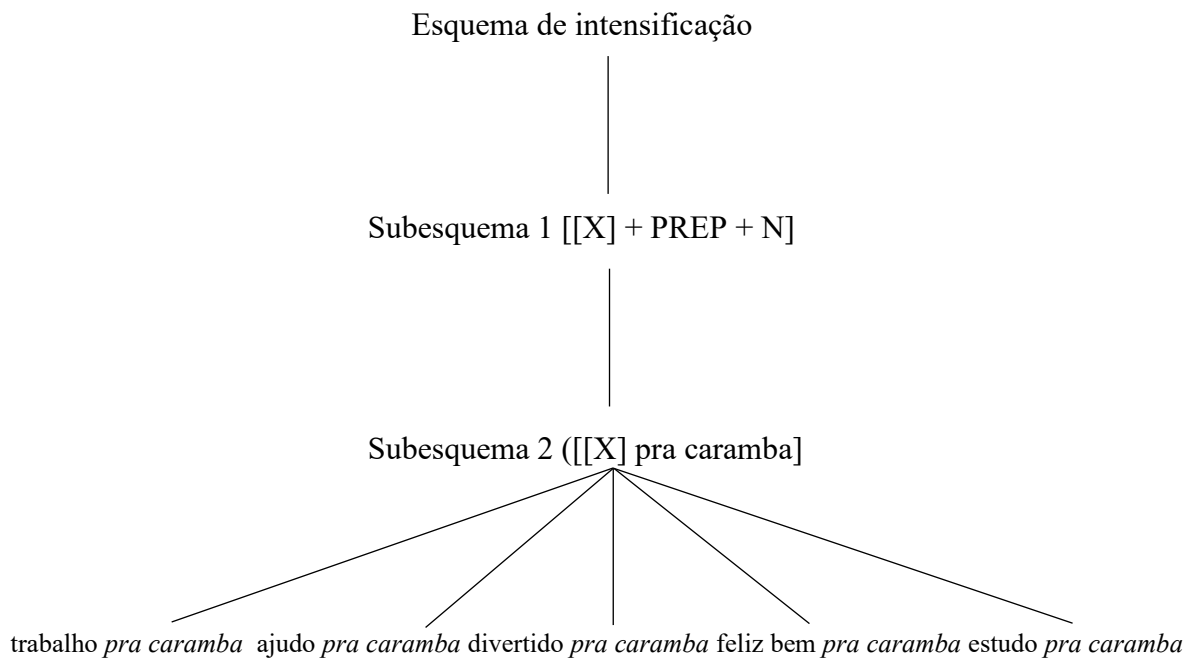 Esquema de intensificação
Subesquema 1 [[X] + PREP + N]
Subesquema 2 ([[X] pra caramba]
trabalho pra caramba ajudo pra caramba divertido pra caramba feliz bem pra caramba estudo pra caramba